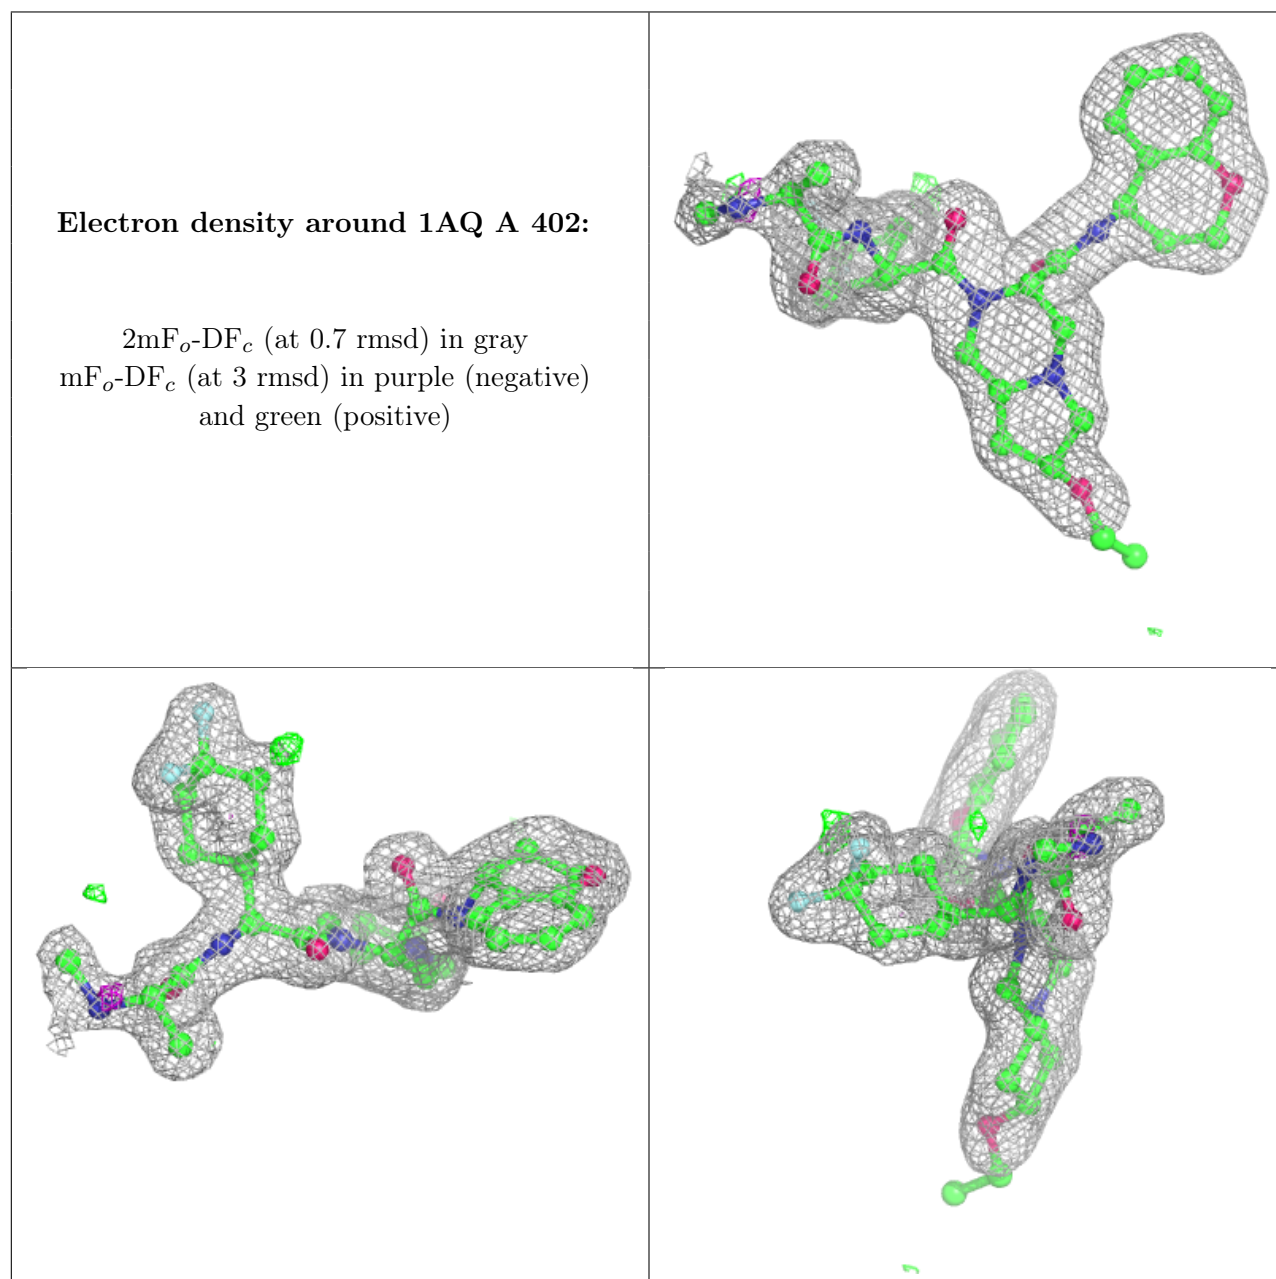 Electron density around 1AQ A 402:
2mFo-DFc (at 0.7 rmsd) in gray
mFo-DFc (at 3 rmsd) in purple (negative)
and green (positive)